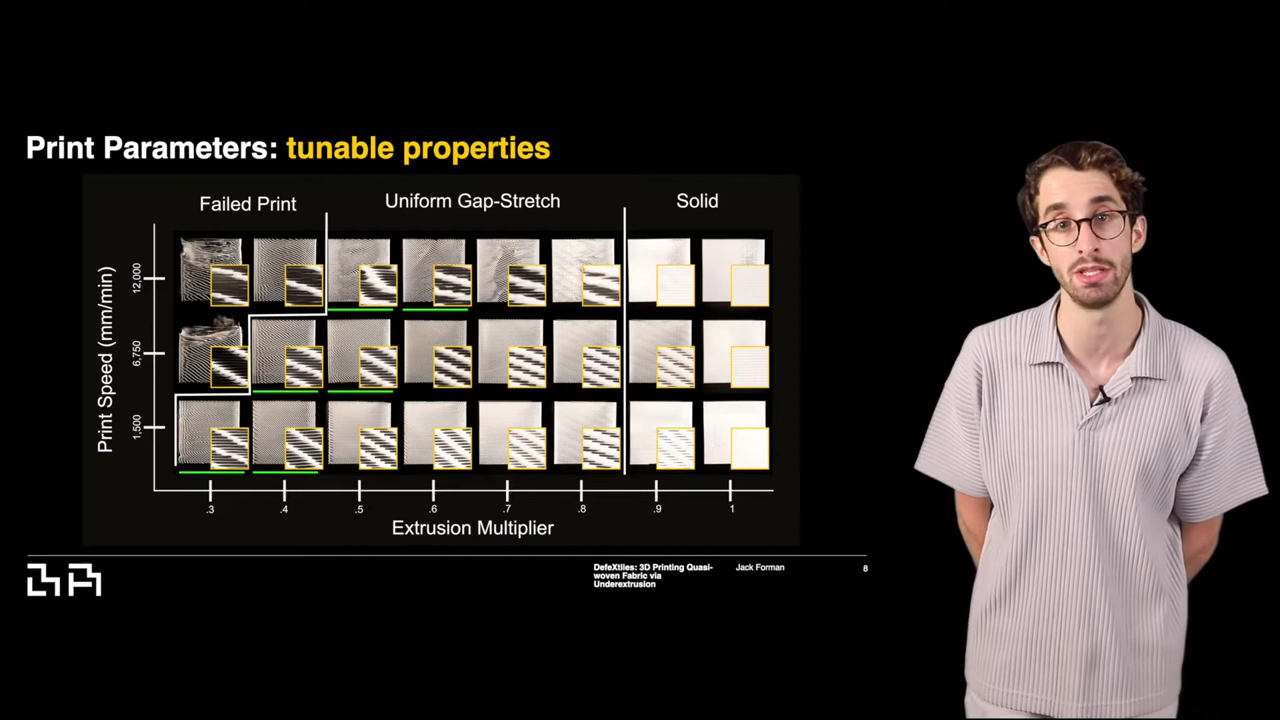 Print Parameters: tunable properties
Failed Print
Uniform Gap-Stretch
Solid
Print Speed (mm/min)
12,000
6,750
1,500
.3
.4
.5
.6
.7
.8
.9
1
Extrusion Multiplier
DefeXtiles: 3D Printing Quasi-
woven Fabric via
Underextrusion
Jack Forman
8